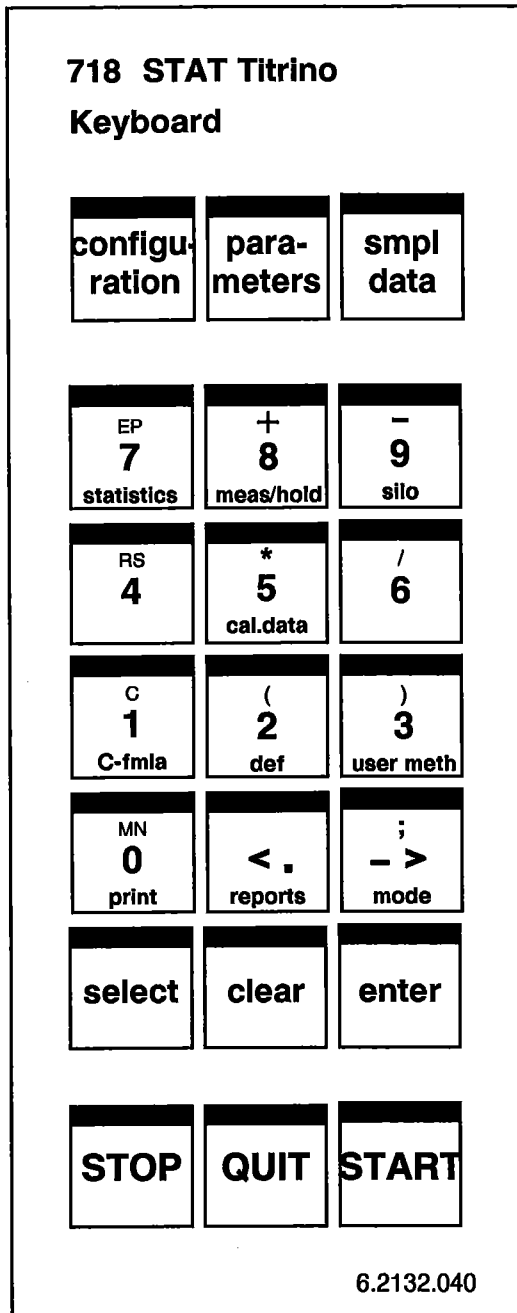 718 STAT Titrino
Keyboard
configu-
ration
para-
meters
smpl
data
EP
7
statistics
+
8
meas/hold
–
9
silo
RS
4
*
5
cal.data
/
6
C
1
C-fmla
(
2
def
)
3
user meth
MN
0
print
< .
reports
;
– >
mode
select
clear
enter
STOP
QUIT
START
6.2132.040